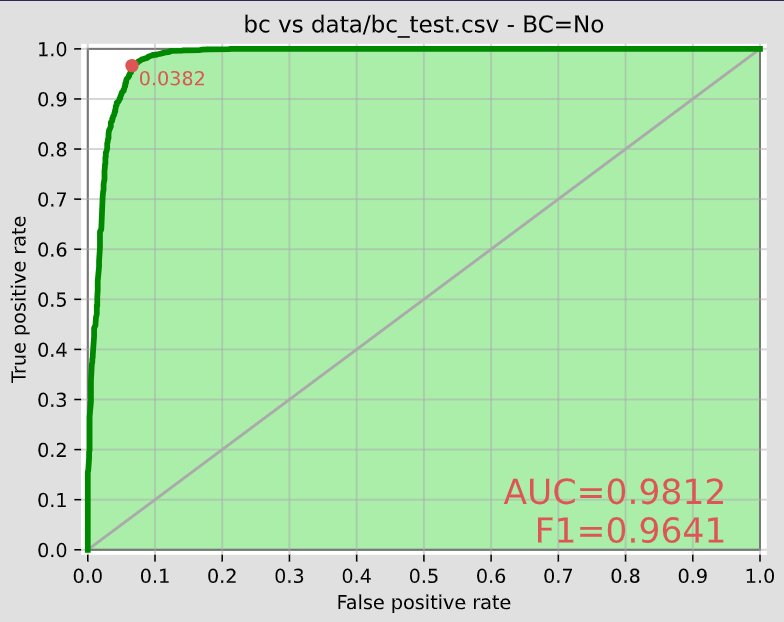 bc vs data/bc_test.csv - BC=No
1.0
0.9
0.8
0.7
0.6
0.5
0.4
0.3
0.2
0.1
0.0
True positive rate
0.0382
AUC=0.9812
F1=0.9641
0.0 0.1 0.2 0.3 0.4 0.5 0.6 0.7 0.8 0.9 1.0
False positive rate